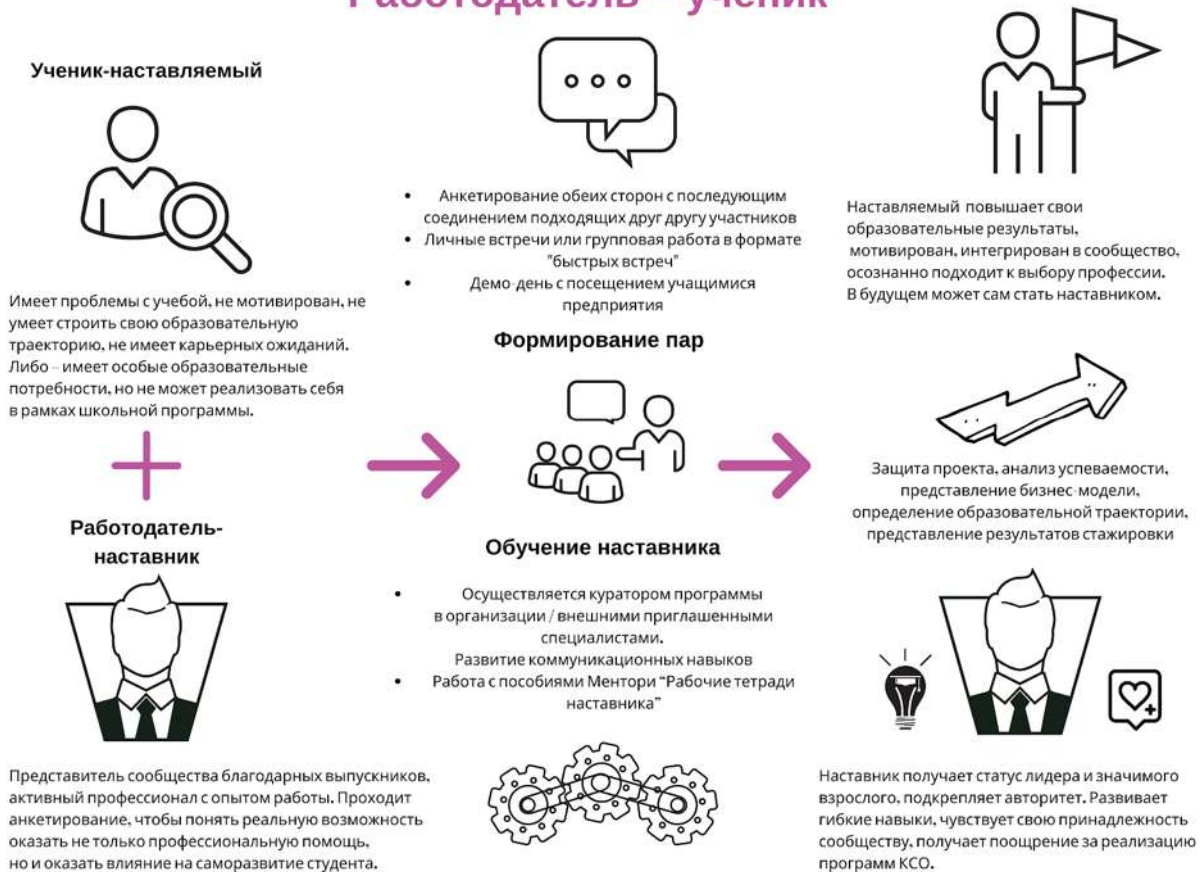 Работодатель – ученик
Ученик-наставляемый
Имеет проблемы с учебой, не мотивирован, не
умеет строить свою образовательную
траекторию, не имеет карьерных ожиданий.
Либо – имеет особые образовательные
потребности, но не может реализовать себя
в рамках школьной программы.
Работодатель-
наставник
Представитель сообщества благодарных выпускников,
активный профессионал с опытом работы. Проходит
анкетирование, чтобы понять реальную возможность
оказать не только профессиональную помощь,
но и оказать влияние на саморазвитие студента.
• Анкетирование обеих сторон с последующим
соединением подходящих друг другу участников
• Личные встречи или групповая работа в формате
"быстрых встреч"
• Демо-день с посещением учащимися
предприятия
Формирование пар
Обучение наставника
• Осуществляется куратором программы
в организации / внешними приглашенными
специалистами.
Развитие коммуникационных навыков
• Работа с пособиями Ментори "Рабочие тетради
наставника"
Наставляемый повышает свои
образовательные результаты,
мотивирован, интегрирован в сообщество,
осознанно подходит к выбору профессии.
В будущем может сам стать наставником.
Защита проекта, анализ успеваемости,
представление бизнес-модели,
определение образовательной траектории,
представление результатов стажировки
Наставник получает статус лидера и значимого
взрослого, подкрепляет авторитет. Развивает
гибкие навыки, чувствует свою принадлежность
сообществу, получает поощрение за реализацию
программ КСО.